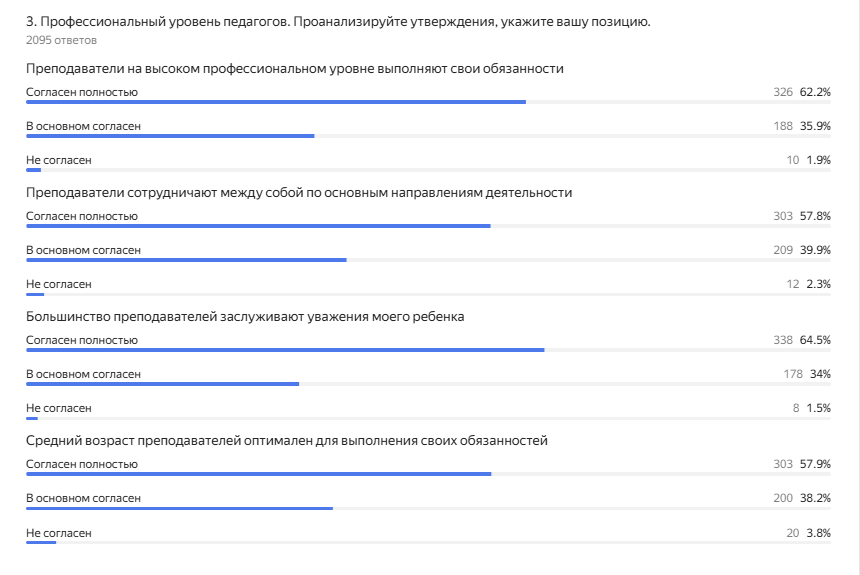 3. Профессиональный уровень педагогов. Проанализируйте утверждения, укажите вашу позицию.
2095 ответов
Преподаватели на высоком профессиональном уровне выполняют свои обязанности
Согласен полностью 326 62.2%
В основном согласен 188 35.9%
Не согласен 10 1.9%
Преподаватели сотрудничают между собой по основным направлениям деятельности
Согласен полностью 303 57.8%
В основном согласен 209 39.9%
Не согласен 12 2.3%
Большинство преподавателей заслуживают уважения моего ребенка
Согласен полностью 338 64.5%
В основном согласен 178 34%
Не согласен 8 1.5%
Средний возраст преподавателей оптимален для выполнения своих обязанностей
Согласен полностью 303 57.9%
В основном согласен 200 38.2%
Не согласен 20 3.8%